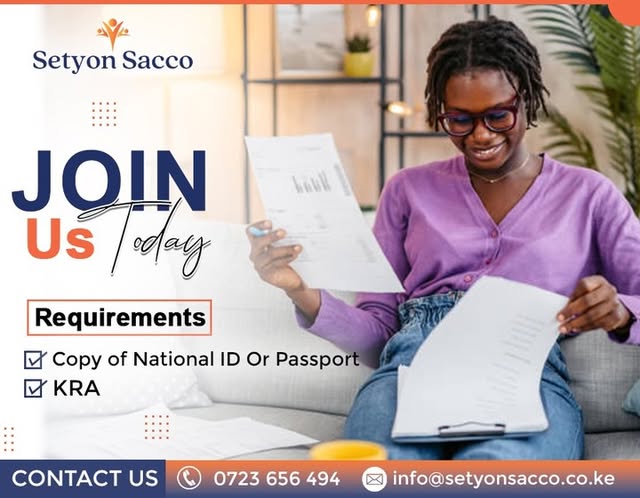 Setyon Sacco
JOIN
Us Today
Requirements
Copy of National ID Or Passport
KRA
CONTACT US
0723 656 494
info@setyonsacco.co.ke